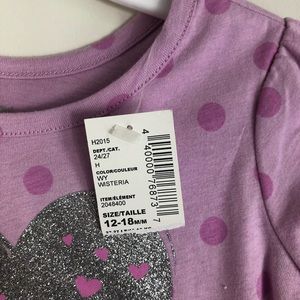 H2015
DEPT./CAT.
24/27
H
COLOR/COULEUR
WY
WISTERIA
ITEM/ÉLÉMENT
2048400
SIZE/TAILLE
12-18M/M
4 40000 76873 7